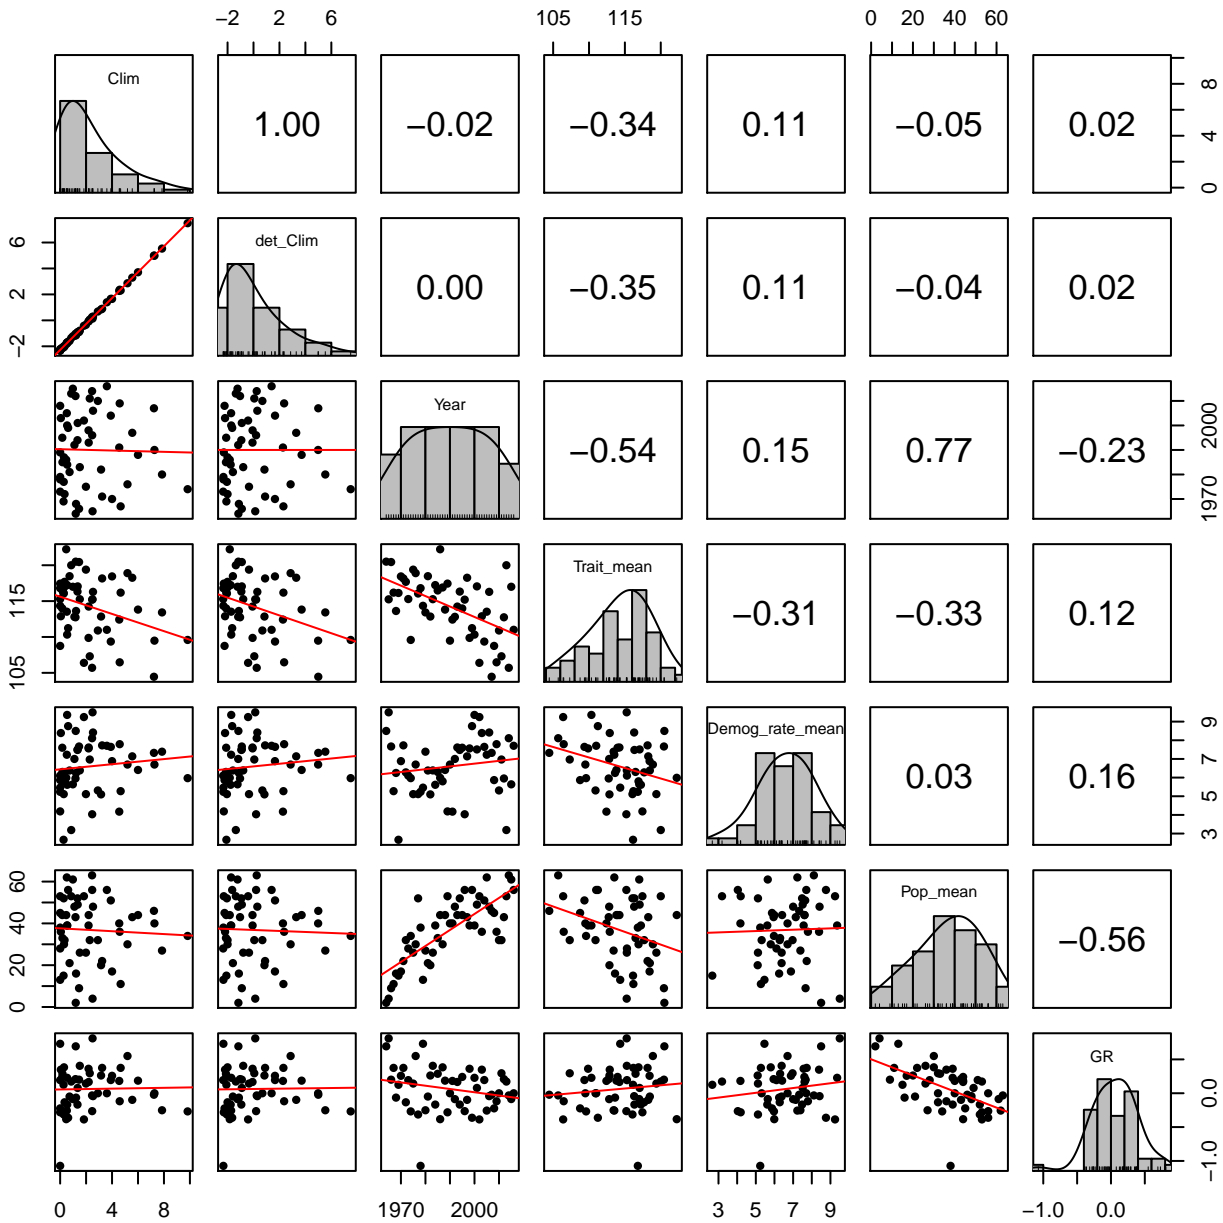 −2 2 6 105 115 0 20 40 60
Clim 1.00 −0.02 −0.34 0.11 −0.05 0.02 0 4 8
−2 2 6 det_Clim 0.00 −0.35 0.11 −0.04 0.02
Year −0.54 0.15 0.77 −0.23 1970 2000
105 115 Trait_mean −0.31 −0.33 0.12
Demog_rate_mean 0.03 0.16 3 5 7 9
0 20 40 60 Pop_mean −0.56
GR −1.0 0.0
0 4 8 1970 2000 3 5 7 9 −1.0 0.0